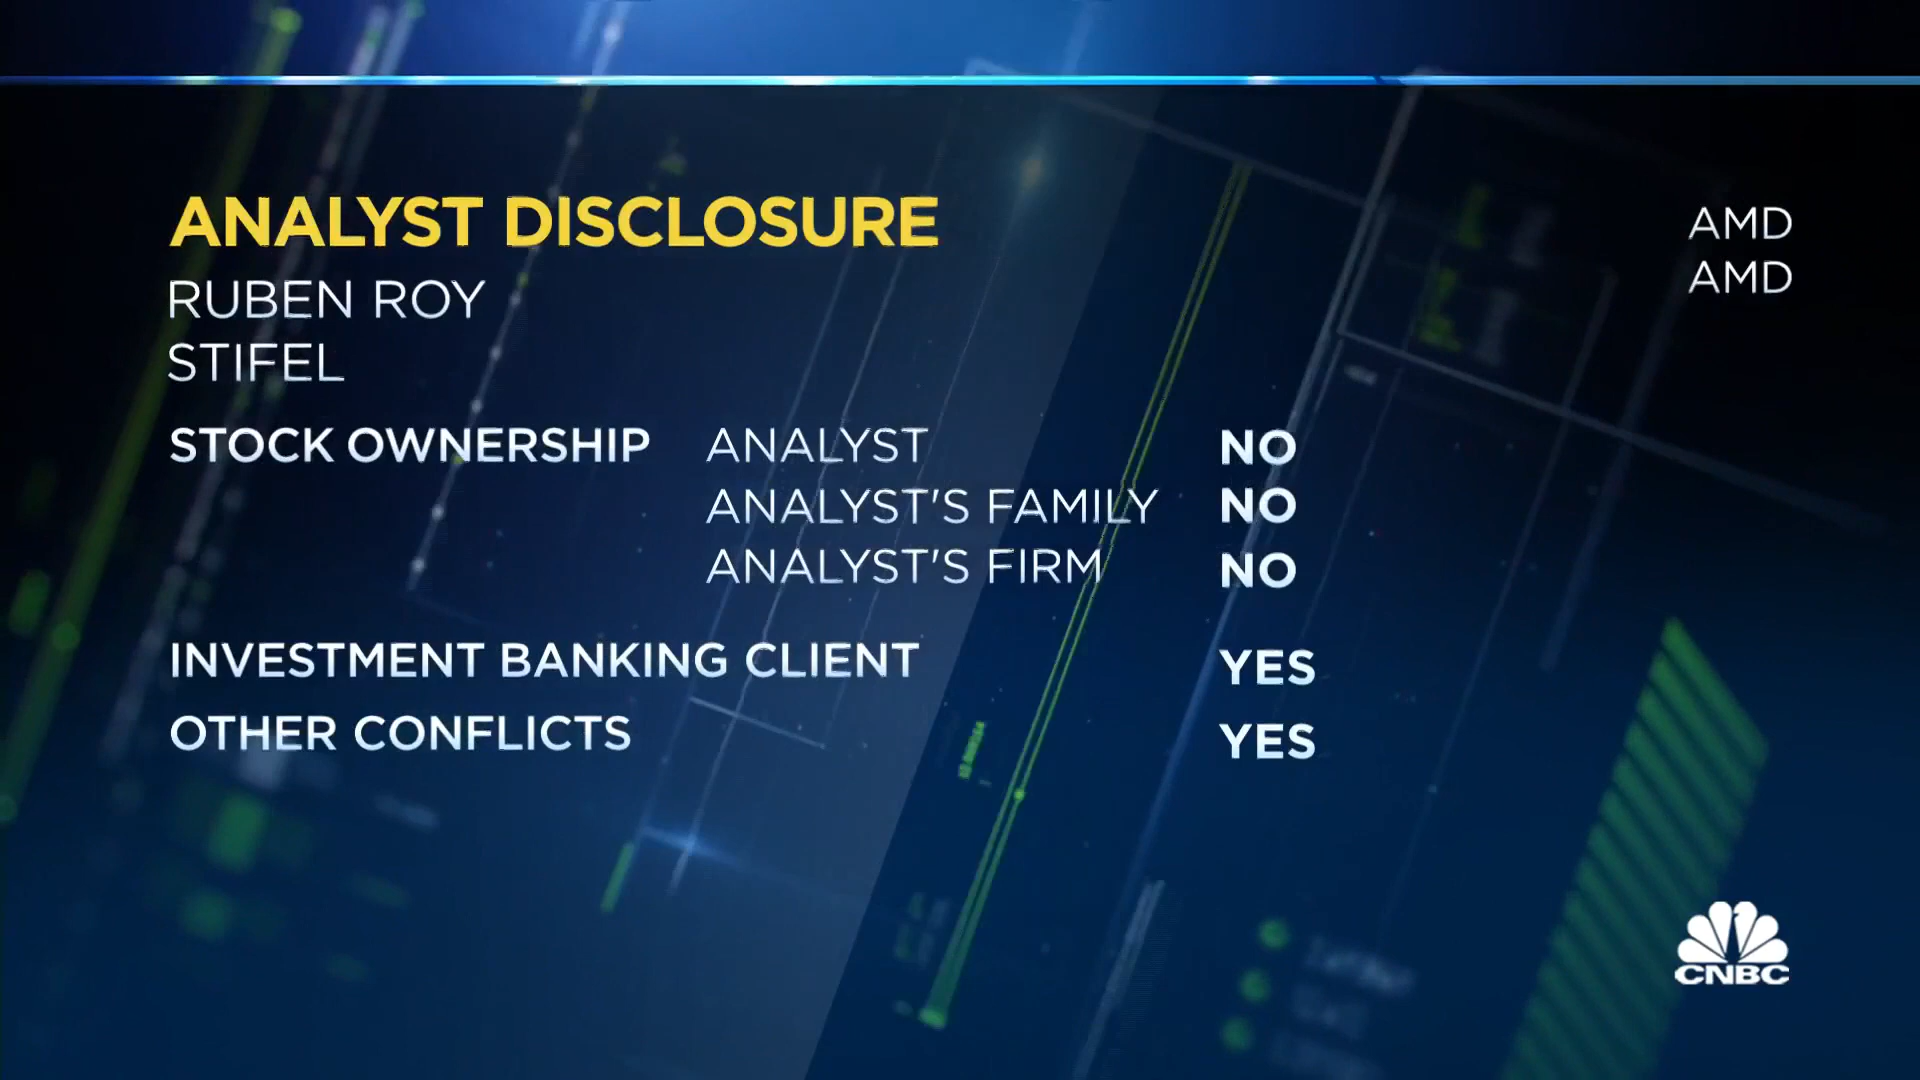 ANALYST DISCLOSURE
AMD
RUBEN ROY
AMD
STIFEL
STOCK OWNERSHIP ANALYST NO
ANALYST'S FAMILY NO
ANALYST'S FIRM NO
INVESTMENT BANKING CLIENT YES
OTHER CONFLICTS YES
CNBC